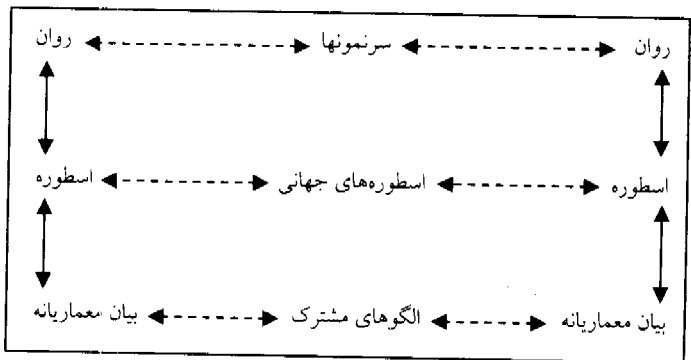 روان سرنمونها روان
اسطوره اسطوره‌های جهانی اسطوره
بیان معماریانه الگوهای مشترک بیان معماریانه